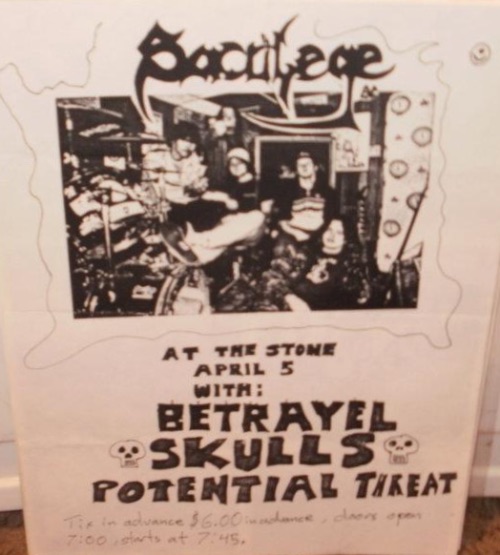 Sacrilege
B.C.
AT THE STONE
APRIL 5
WITH:
BETRAYEL
SKULLS
POTENTIAL THREAT
Tix in advance $6.00 in advance, doors open
7:00, starts at 7:45.